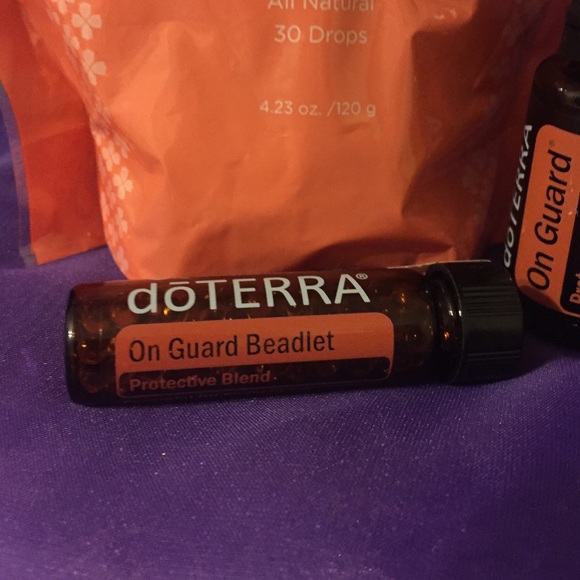 All Natural
30 Drops
4.23 oz. /120 g
dōTERRA®
On Guard Beadlet
Protective Blend
dōTERRA
On Guard®